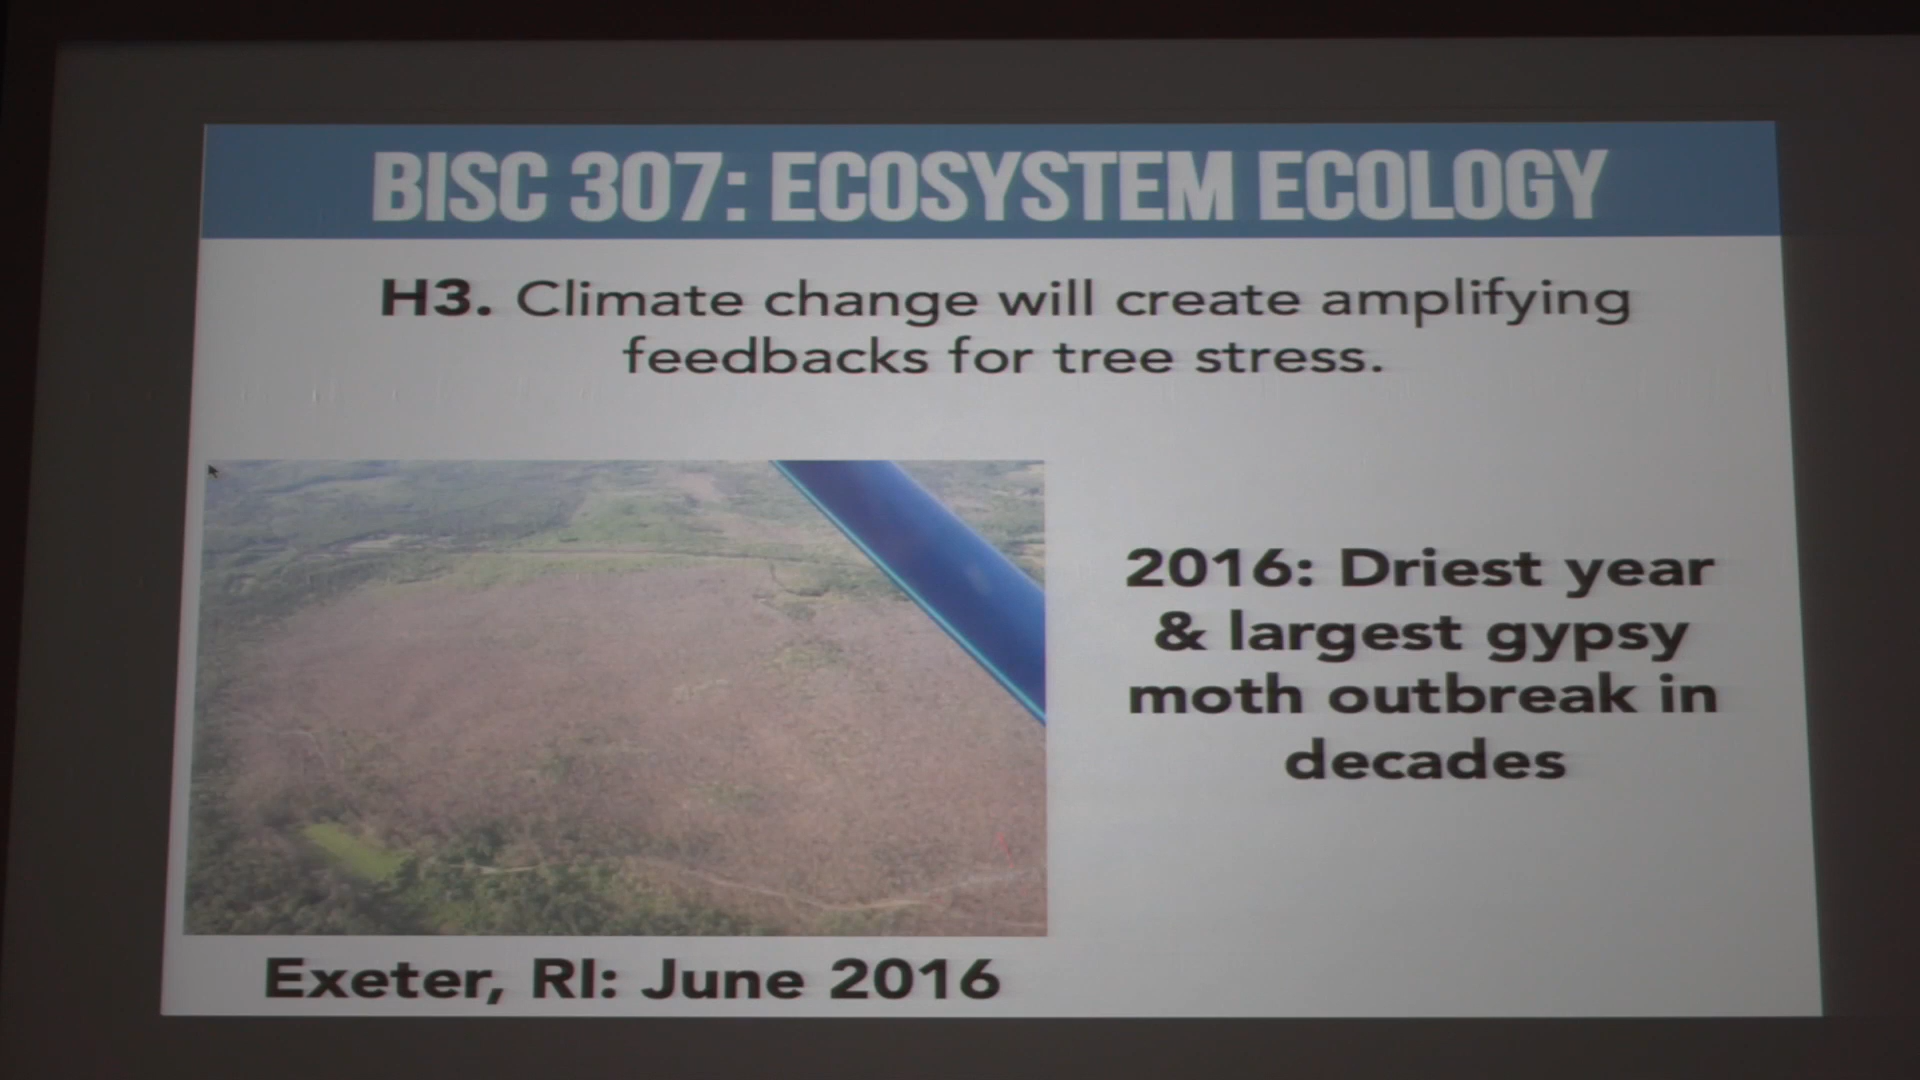 BISC 307: ECOSYSTEM ECOLOGY
H3. Climate change will create amplifying
feedbacks for tree stress.
2016: Driest year
& largest gypsy
moth outbreak in
decades
Exeter, RI: June 2016